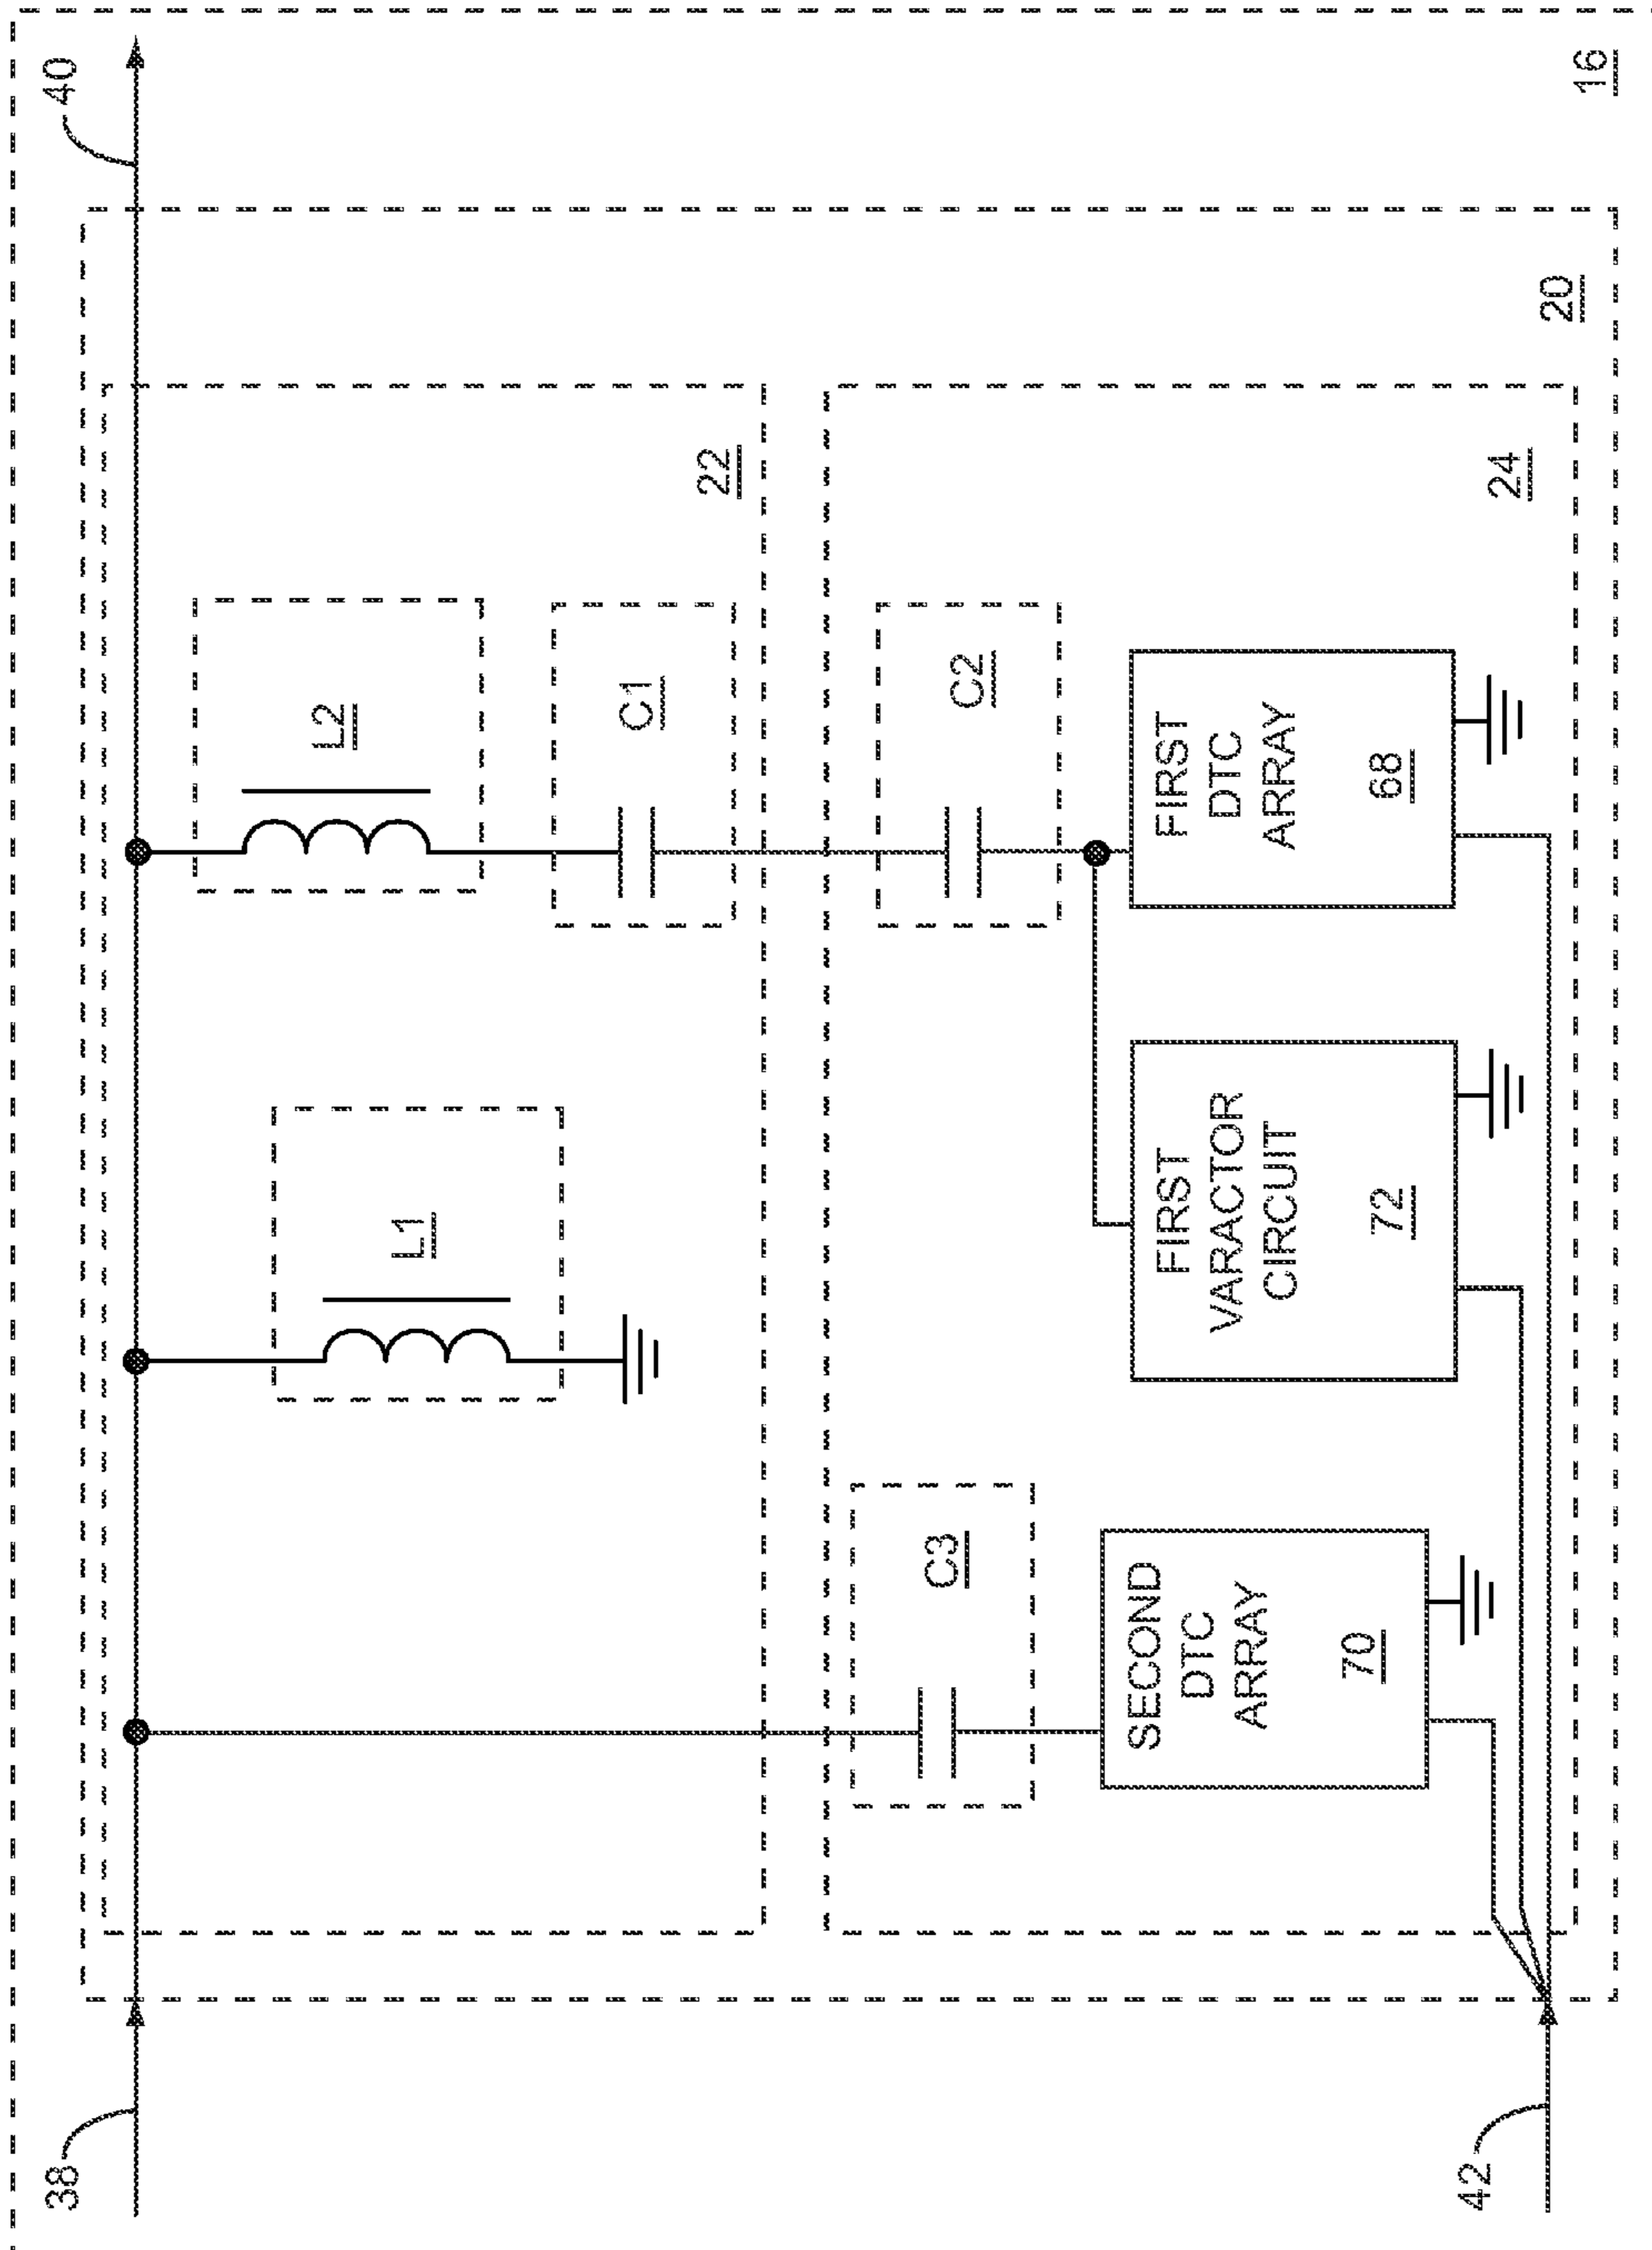 38
40
L2
L1
C1
22
C3
C2
SECOND
DTC
ARRAY
70
FIRST
VARACTOR
CIRCUIT
72
FIRST
DTC
ARRAY
68
24
20
42
16